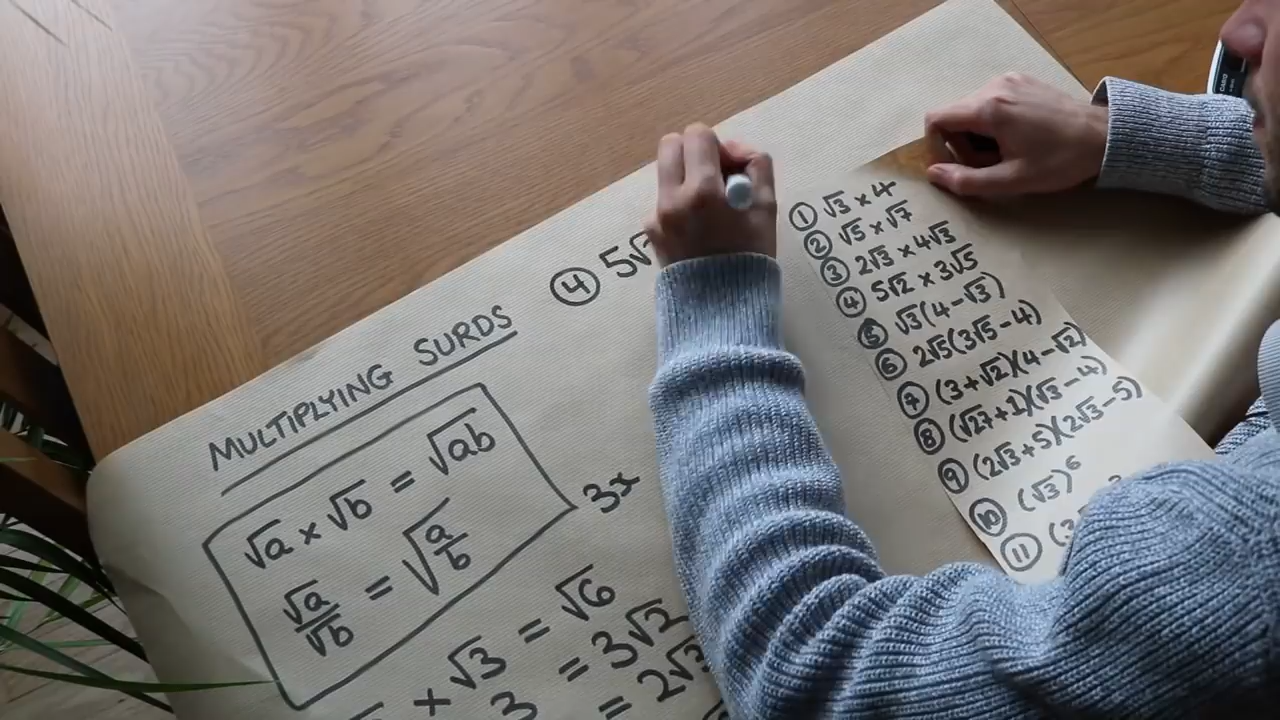 MULTIPLYING SURDS
√a × √b = √ab
√a/√b = √(a/b)
3x
× √3 = √6
3 = 3√2
= 2√3
④ 5√
① √3 × 4
② √5 × √7
③ 2√3 × 4√3
④ 5√2 × 3√5
⑤ √3(4-√3)
⑥ 2√5(3√5-4)
⑦ (3+√2)(4-√2)
⑧ (√27+1)(√3-4)
⑨ (2√3+5)(2√3-5)
⑩ (√3)⁶
⑪ (3
CASIO